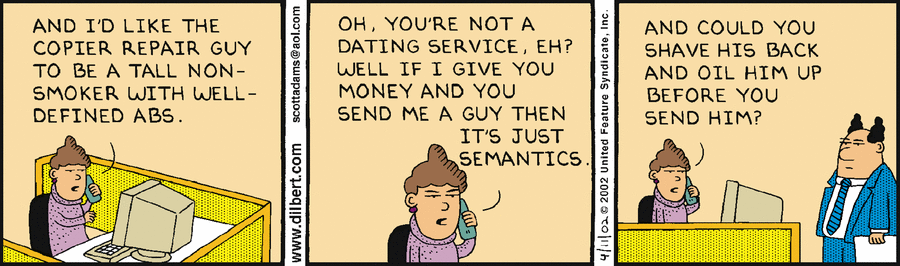 AND I'D LIKE THE
COPIER REPAIR GUY
TO BE A TALL NON-
SMOKER WITH WELL-
DEFINED ABS.
www.dilbert.com scottadams@aol.com
OH, YOU'RE NOT A
DATING SERVICE, EH?
WELL IF I GIVE YOU
MONEY AND YOU
SEND ME A GUY THEN
IT'S JUST
SEMANTICS.
4/11/02 © 2002 United Feature Syndicate, Inc.
AND COULD YOU
SHAVE HIS BACK
AND OIL HIM UP
BEFORE YOU
SEND HIM?